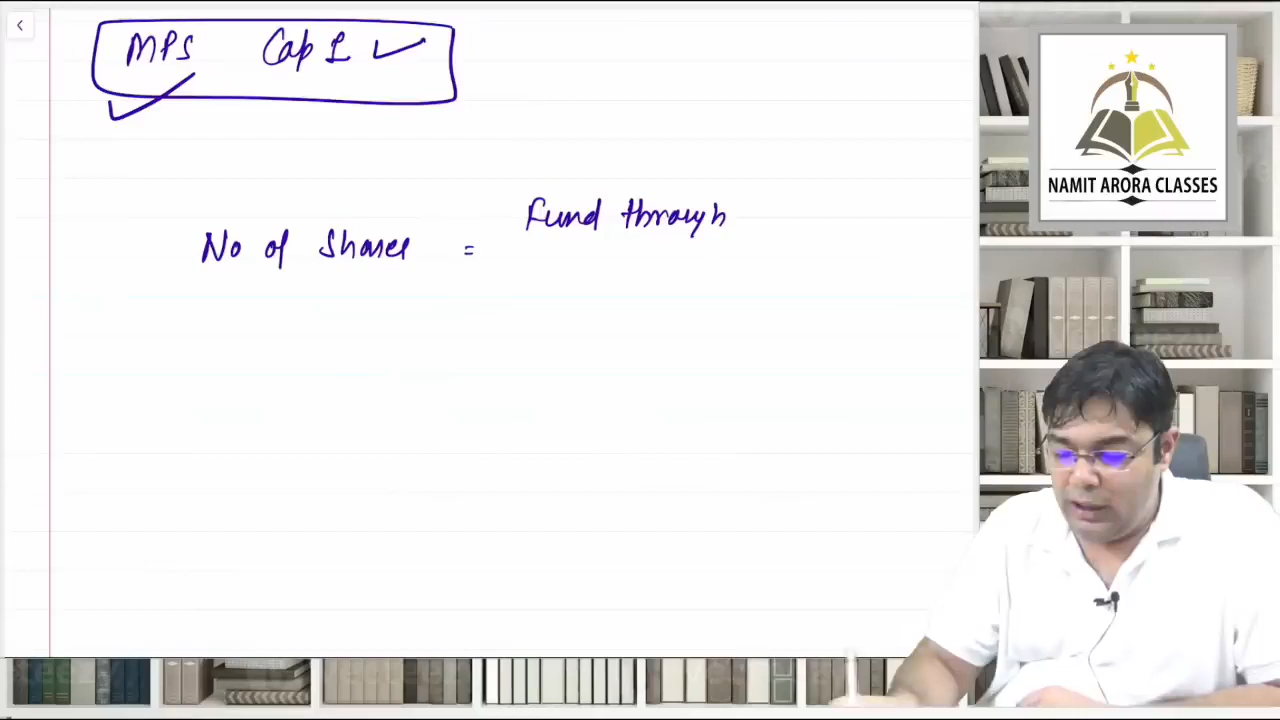 MPS Cap L
NAMIT ARORA CLASSES
Fund through
No of Shares =